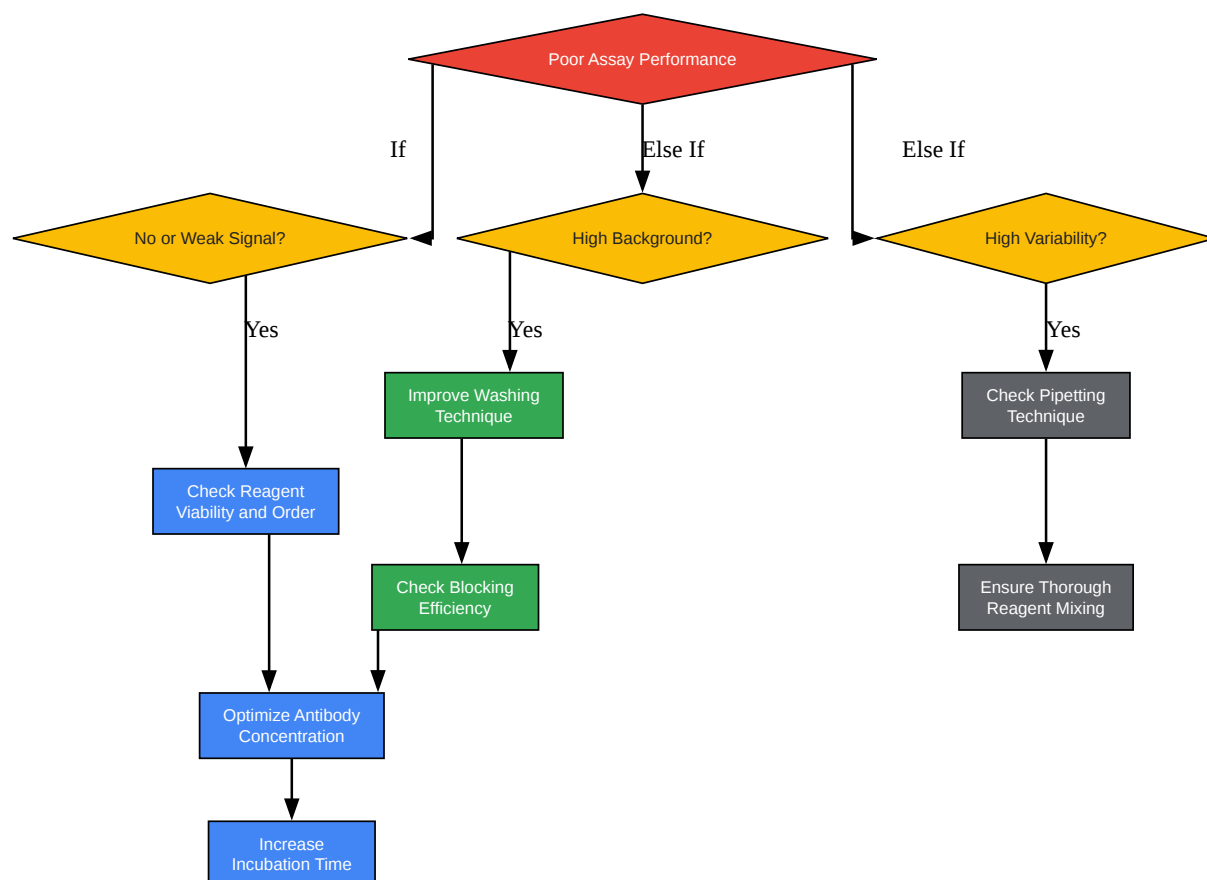 Poor Assay Performance
If
Else If
Else If
No or Weak Signal?
High Background?
High Variability?
Yes
Yes
Yes
Improve Washing
Technique
Check Pipetting
Technique
Check Reagent
Viability and Order
Check Blocking
Efficiency
Ensure Thorough
Reagent Mixing
Optimize Antibody
Concentration
Increase
Incubation Time